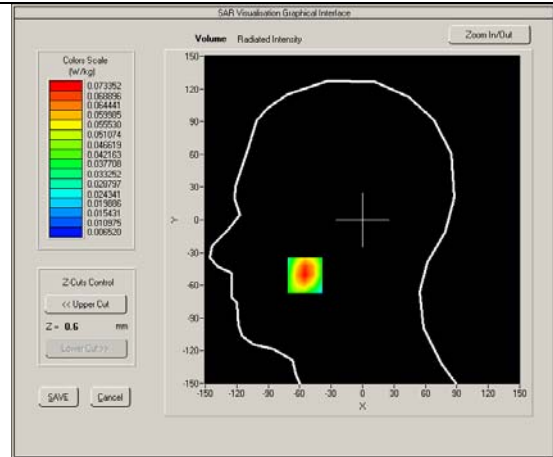 SAR Visualisation Graphical Interface
Volume Radiated Intensity
Zoom In/Out
Colors Scale
(W/kg)
0.073352
0.068896
0.064441
0.059985
0.055530
0.051074
0.046619
0.042163
0.037708
0.033252
0.028797
0.024341
0.019886
0.015431
0.010975
0.006520
Z-Cuts Control
<< Upper Cut
Z = 0.6 mm
Lower Cut >>
SAVE
Cancel
150
120
90
60
30
0
-30
-60
-90
-120
-150
Y
-150 -120 -90 -60 -30 0 30 60 90 120 150
X